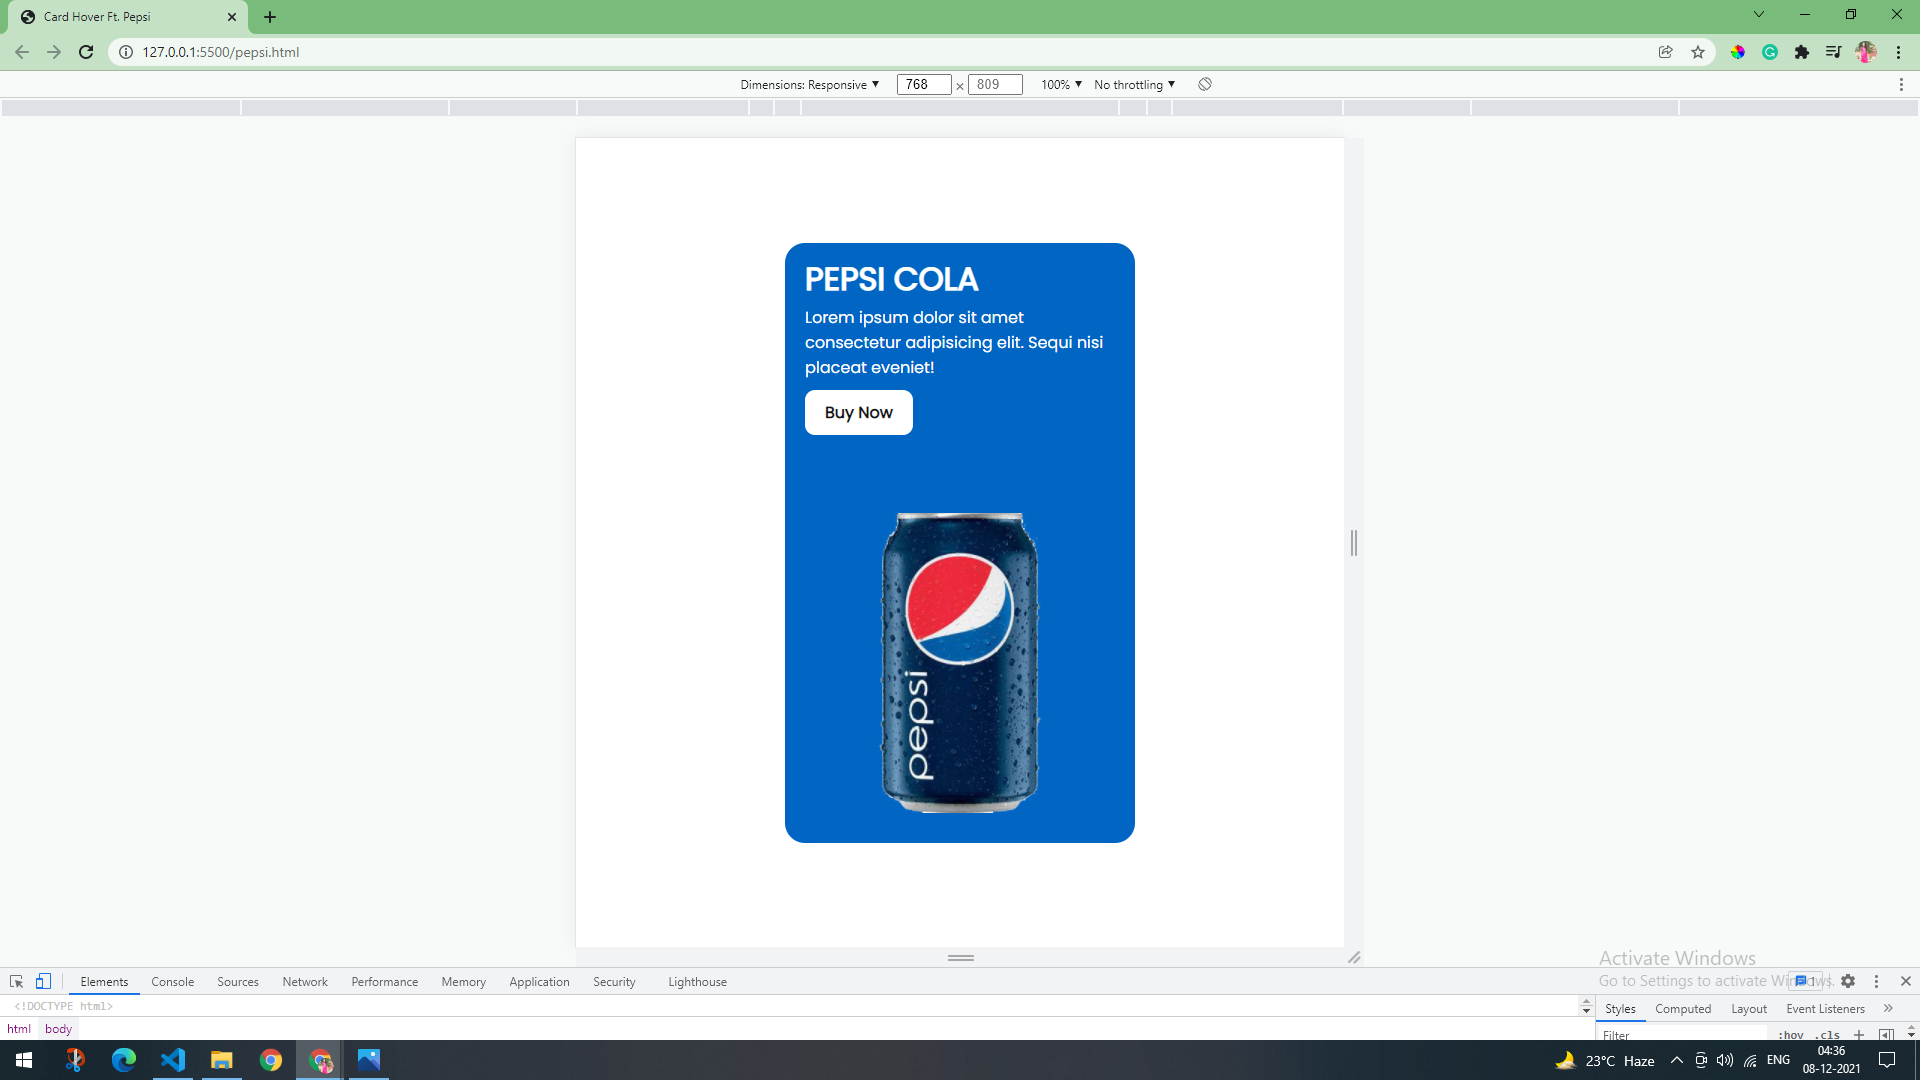 Card Hover Ft. Pepsi
127.0.0.1:5500/pepsi.html
Dimensions: Responsive 768 × 809 100% No throttling
PEPSI COLA
Lorem ipsum dolor sit amet
consectetur adipisicing elit. Sequi nisi
placeat eveniet!
Buy Now
pepsi
Activate Windows
Go to Settings to activate Windows.
Elements Console Sources Network Performance Memory Application Security Lighthouse 1
<!DOCTYPE html>
Styles Computed Layout Event Listeners »
html body
Filter :hov .cls
23°C Haze ENG 04:36
08-12-2021